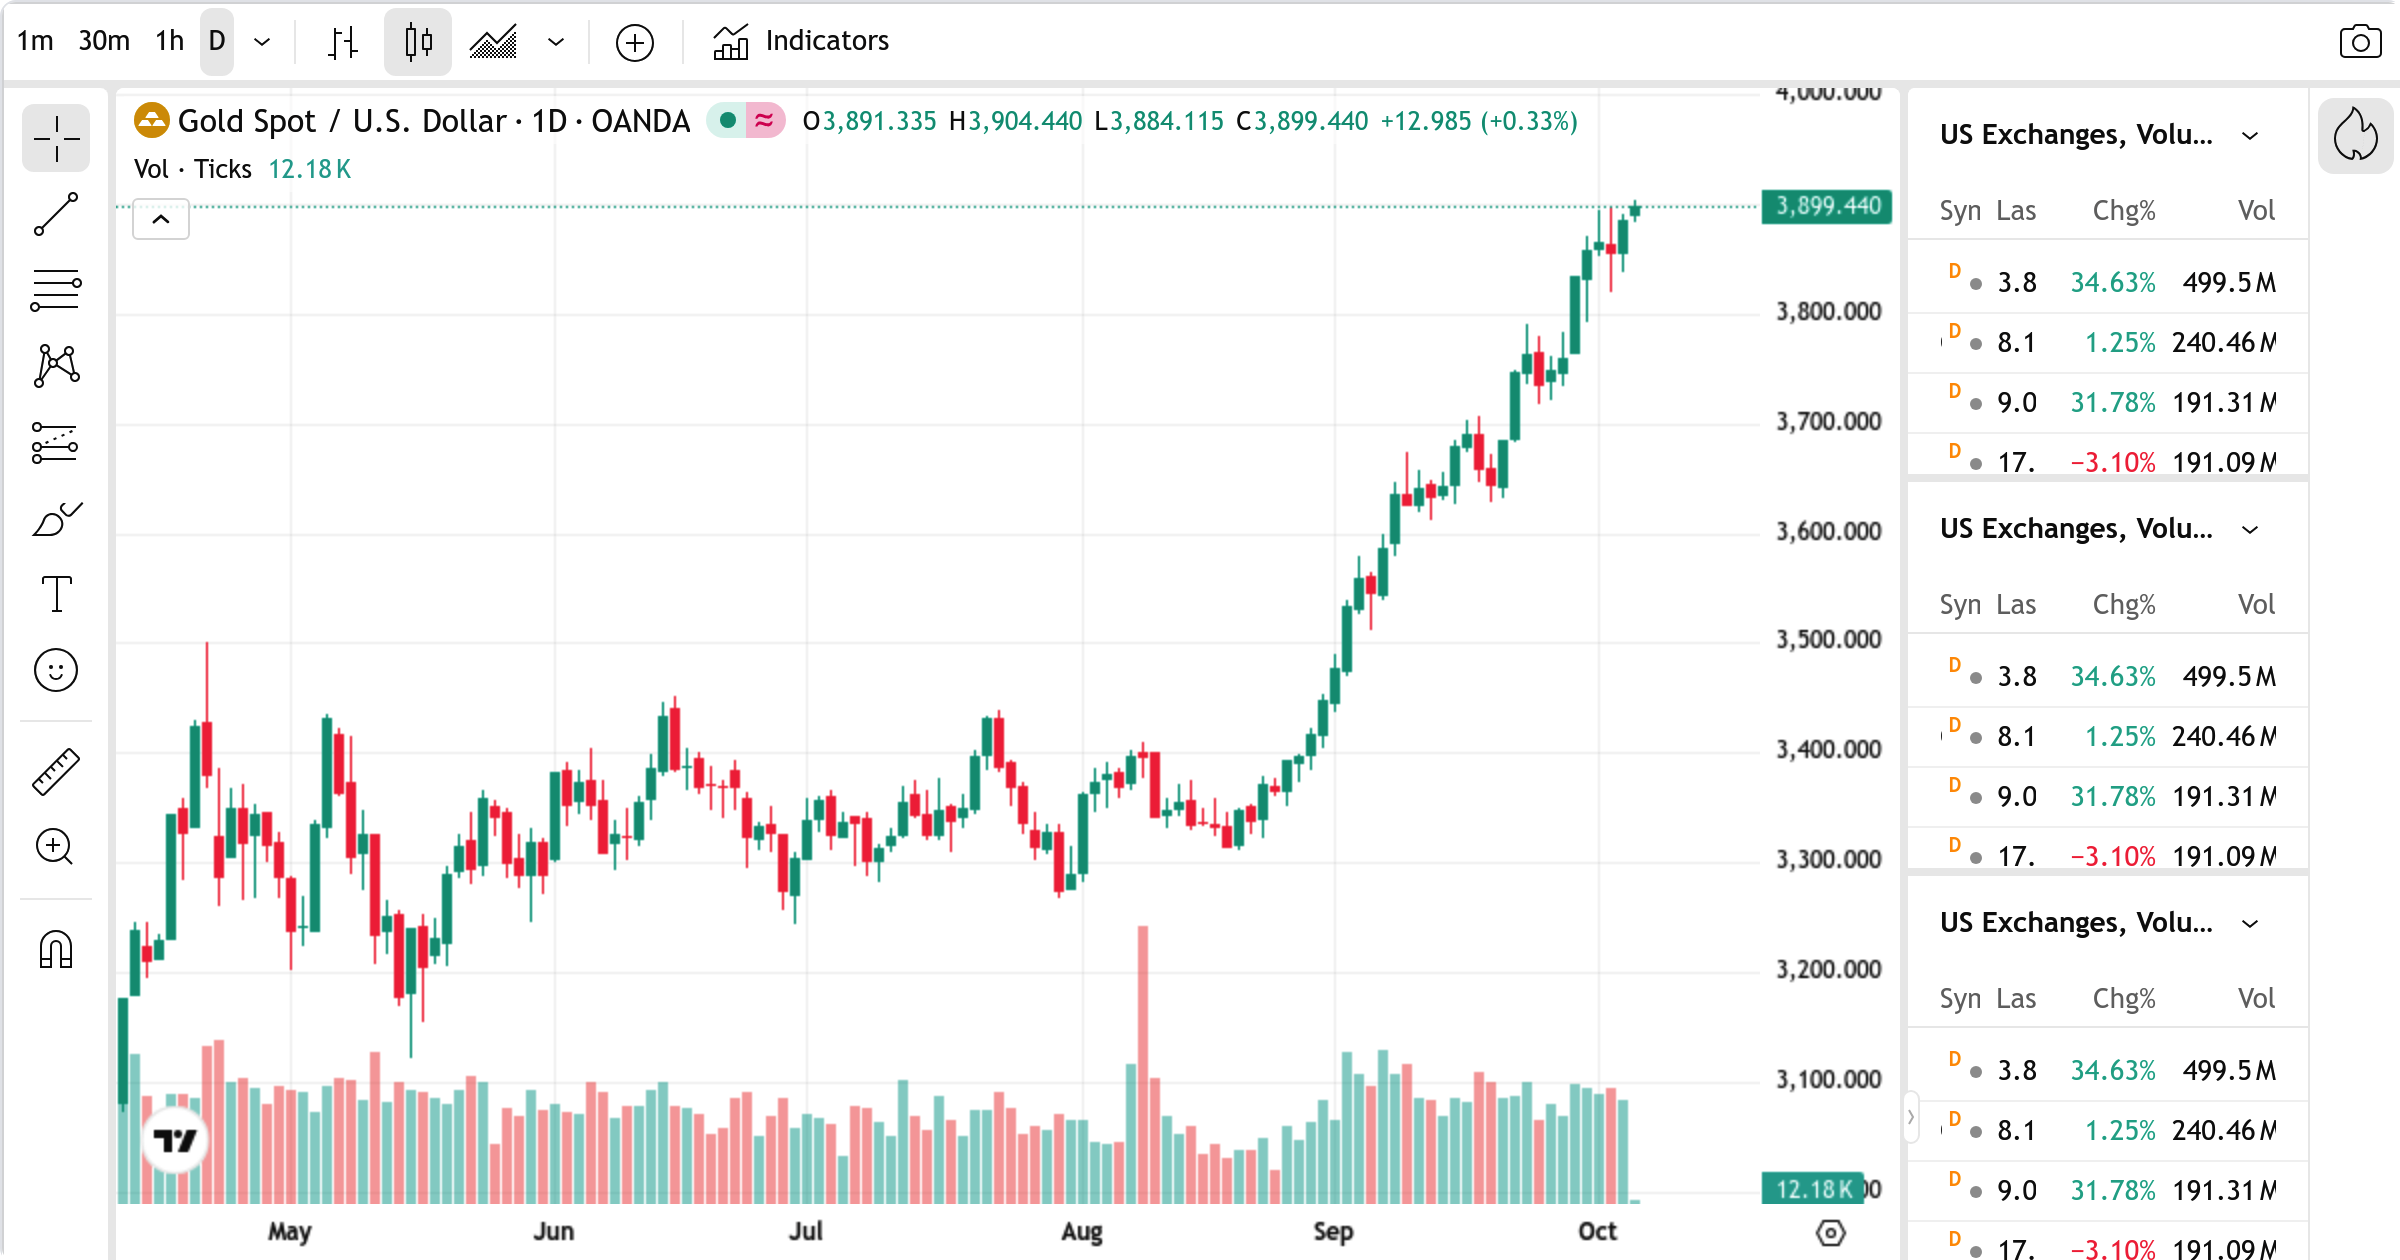 1m 30m 1h D Indicators
Gold Spot / U.S. Dollar · 1D · OANDA O3,891.335 H3,904.440 L3,884.115 C3,899.440 +12.985 (+0.33%)
Vol · Ticks 12.18 K
4,000.000
3,899.440
3,800.000
3,700.000
3,600.000
3,500.000
3,400.000
3,300.000
3,200.000
3,100.000
12.18 K
May Jun Jul Aug Sep Oct
US Exchanges, Volu...
Syn Las Chg% Vol
D 3.8 34.63% 499.5 M
D 8.1 1.25% 240.46 M
D 9.0 31.78% 191.31 M
D 17. −3.10% 191.09 M
US Exchanges, Volu...
Syn Las Chg% Vol
D 3.8 34.63% 499.5 M
D 8.1 1.25% 240.46 M
D 9.0 31.78% 191.31 M
D 17. −3.10% 191.09 M
US Exchanges, Volu...
Syn Las Chg% Vol
D 3.8 34.63% 499.5 M
D 8.1 1.25% 240.46 M
D 9.0 31.78% 191.31 M
D 17. −3.10% 191.09 M